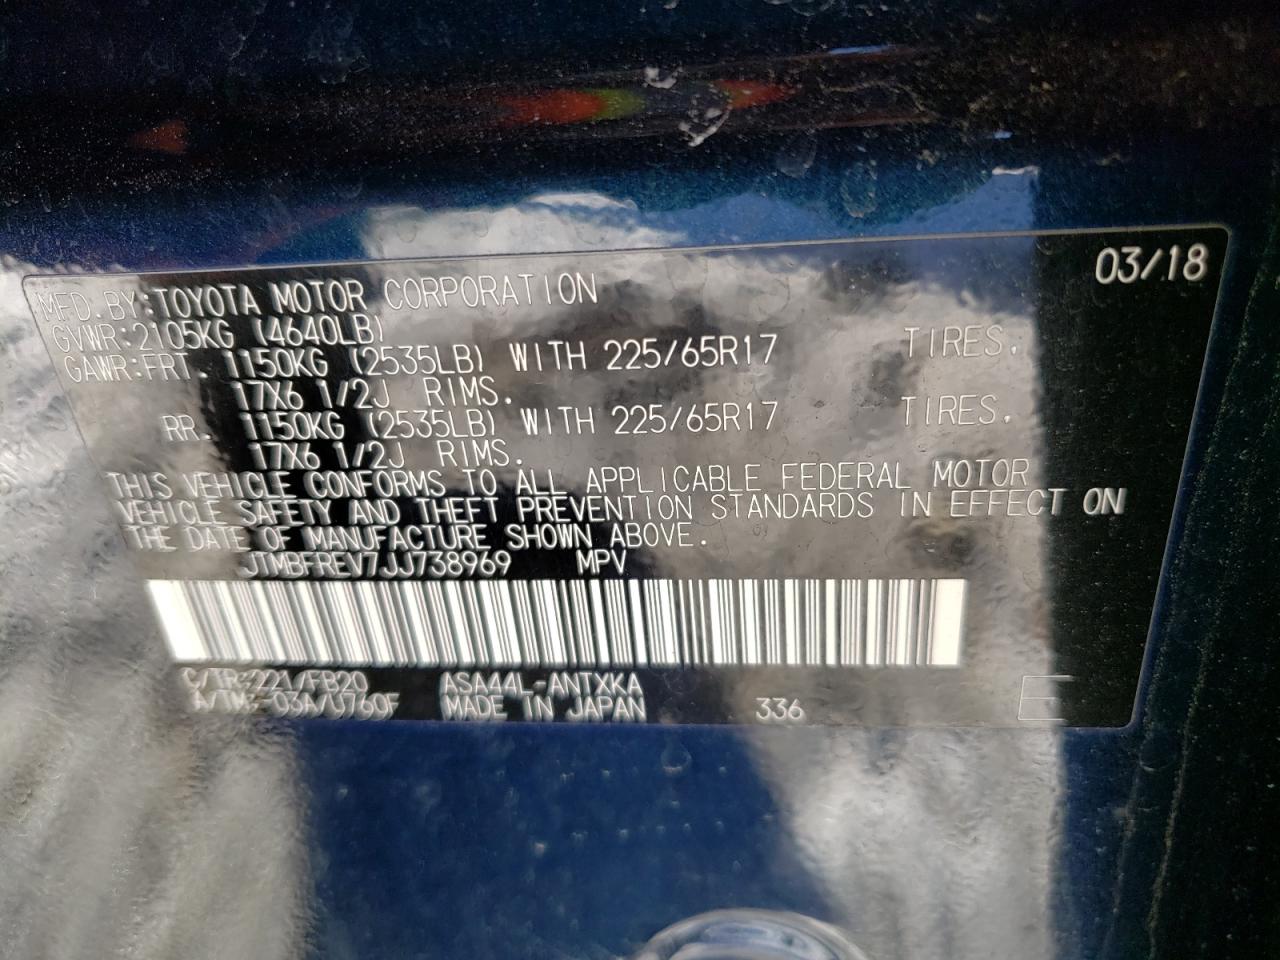 03/18
MFD. BY: TOYOTA MOTOR CORPORATION
GVWR: 2105KG (4640LB)
GAWR: FRT. 1150KG (2535LB) WITH 225/65R17 TIRES,
17X6 1/2J RIMS.
RR. 1150KG (2535LB) WITH 225/65R17 TIRES,
17X6 1/2J RIMS.
THIS VEHICLE CONFORMS TO ALL APPLICABLE FEDERAL MOTOR
VEHICLE SAFETY AND THEFT PREVENTION STANDARDS IN EFFECT ON
THE DATE OF MANUFACTURE SHOWN ABOVE.
JTMBFREV7JJ738969 MPV
C/TR: 221/FB20 ASA44L-ANTXKA
A/TM: -03A/U760F MADE IN JAPAN 336 E